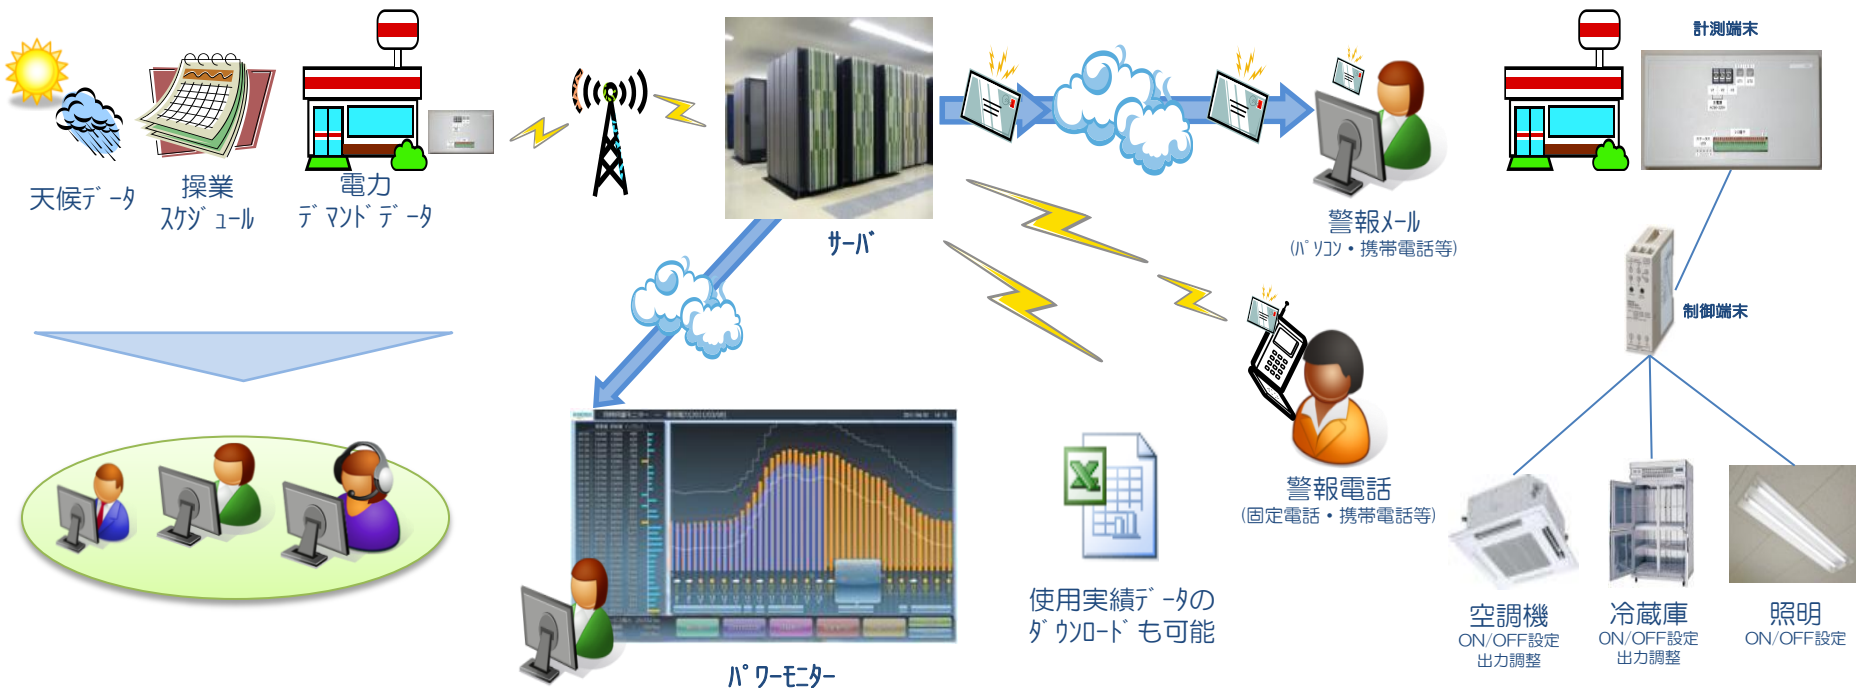 天候ﾃﾞｰﾀ
操業
ｽｹｼﾞｭｰﾙ
電力
ﾃﾞﾏﾝﾄﾞﾃﾞｰﾀ
ｻｰﾊﾞ
警報ﾒｰﾙ
(ﾊﾟｿｺﾝ・携帯電話等)
計測端末
制御端末
警報電話
(固定電話・携帯電話等)
使用実績ﾃﾞｰﾀの
ﾀﾞｳﾝﾛｰﾄﾞも可能
ﾊﾟﾜｰﾓﾆﾀｰ
空調機
ON/OFF設定
出力調整
冷蔵庫
ON/OFF設定
出力調整
照明
ON/OFF設定